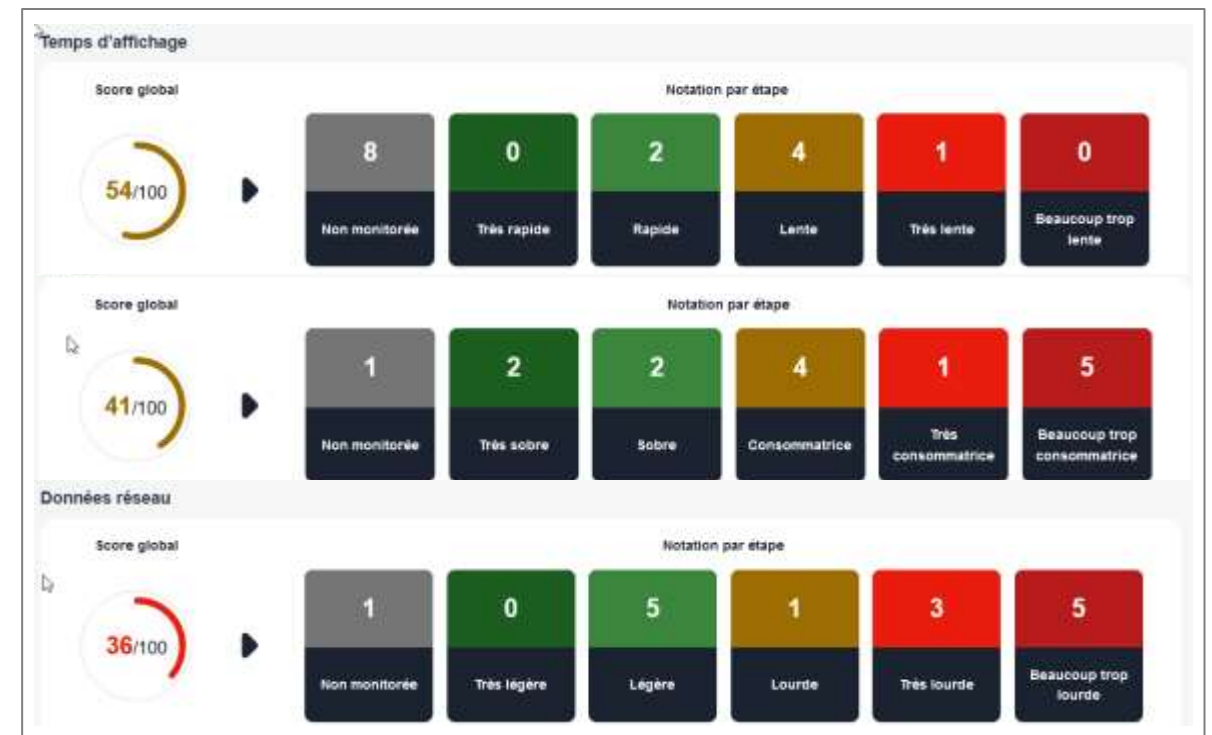 Temps d'affichage
Score global
Notation par étape
54/100
8
0
2
4
1
0
Non monitorée
Très rapide
Rapide
Lente
Très lente
Beaucoup trop
lente
Score global
Notation par étape
41/100
1
2
2
4
1
5
Non monitorée
Très sobre
Sobre
Consommatrice
Très
consommatrice
Beaucoup trop
consommatrice
Données réseau
Score global
Notation par étape
36/100
1
0
5
1
3
5
Non monitorée
Très légère
Légère
Lourde
Très lourde
Beaucoup trop
lourde